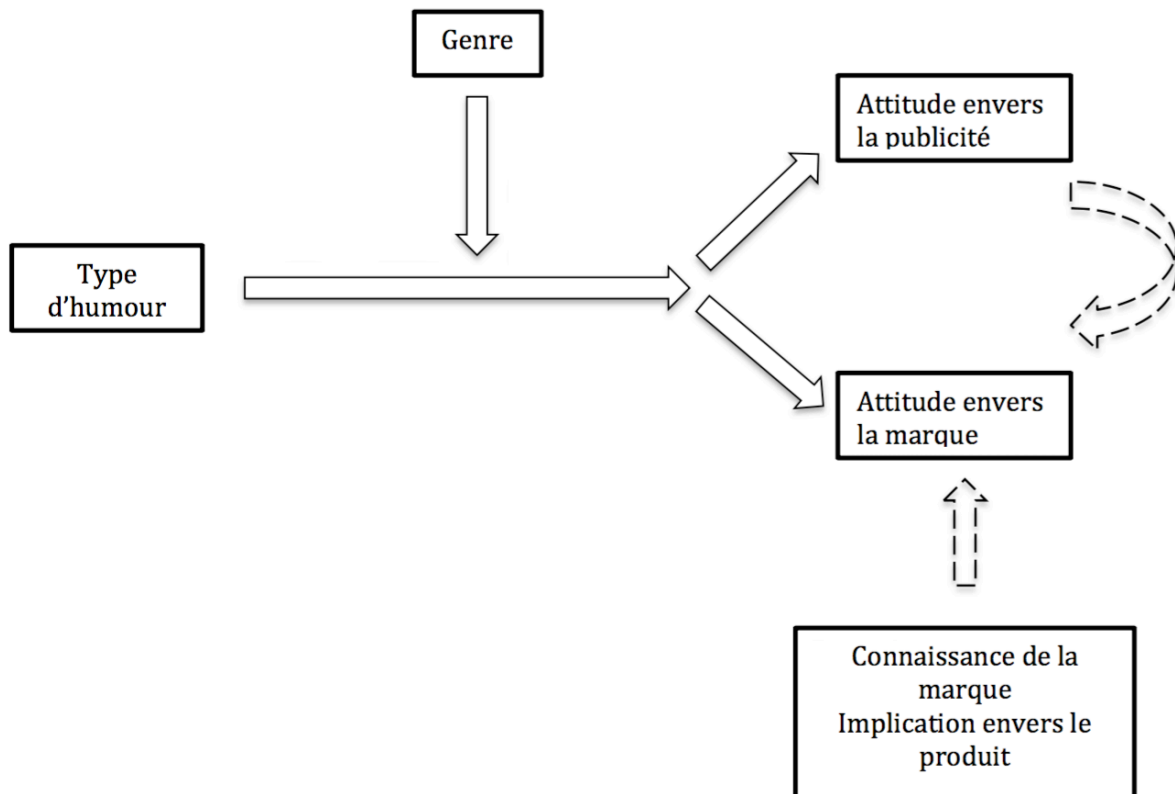 Genre
Attitude envers
la publicité
Type
d’humour
Attitude envers
la marque
Connaissance de la
marque
Implication envers le
produit